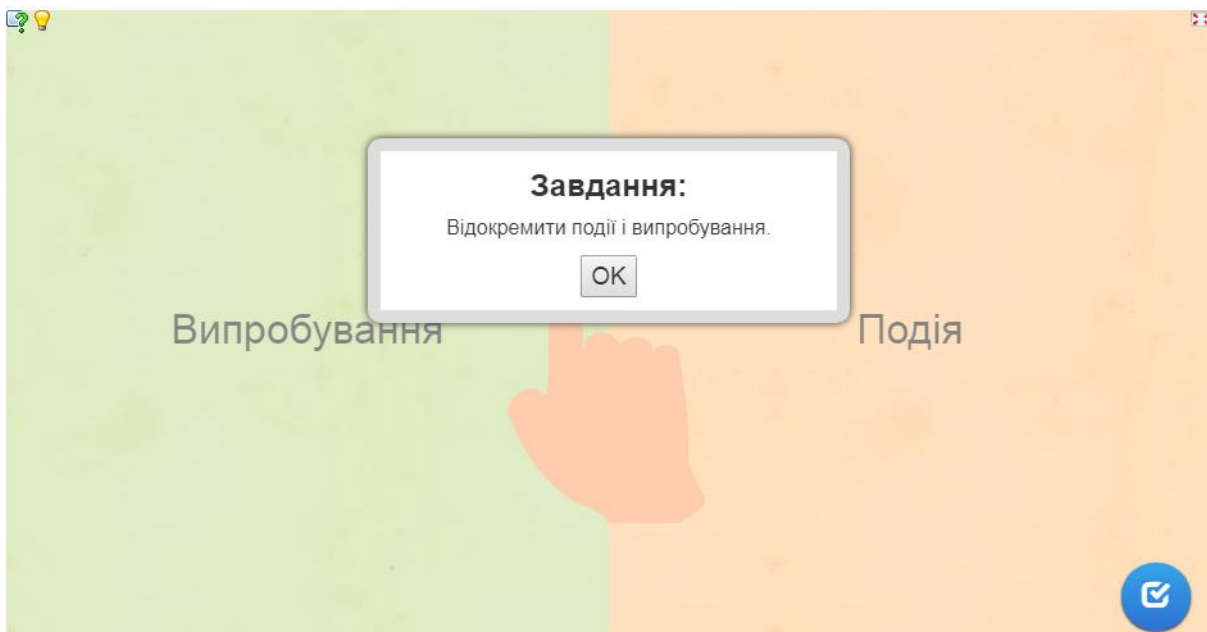 Завдання:
Відокремити події і випробування.
OK
Випробування
Подія